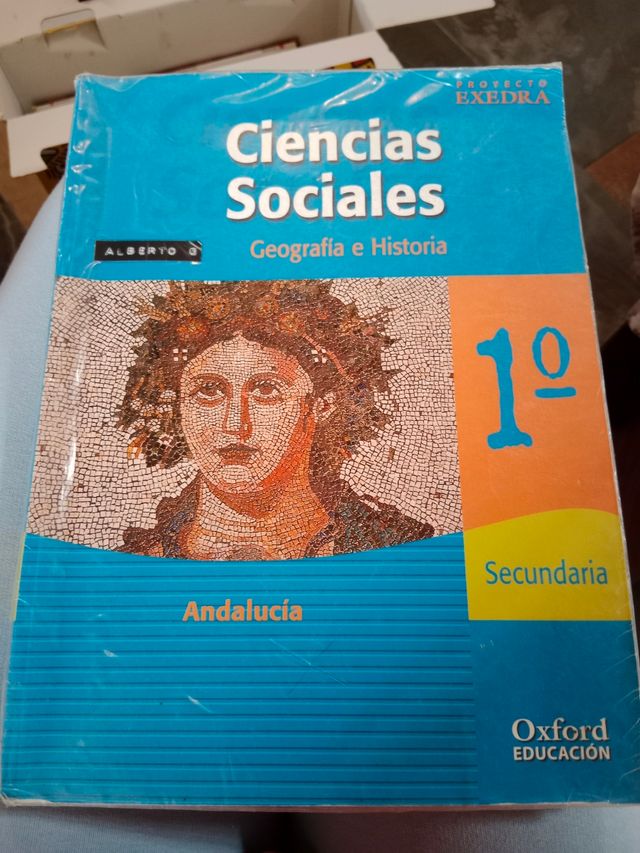 PROYECTO
EXEDRA
Ciencias
Sociales
ALBERTO G
Geografía e Historia
1º
Secundaria
Andalucía
Oxford
EDUCACIÓN